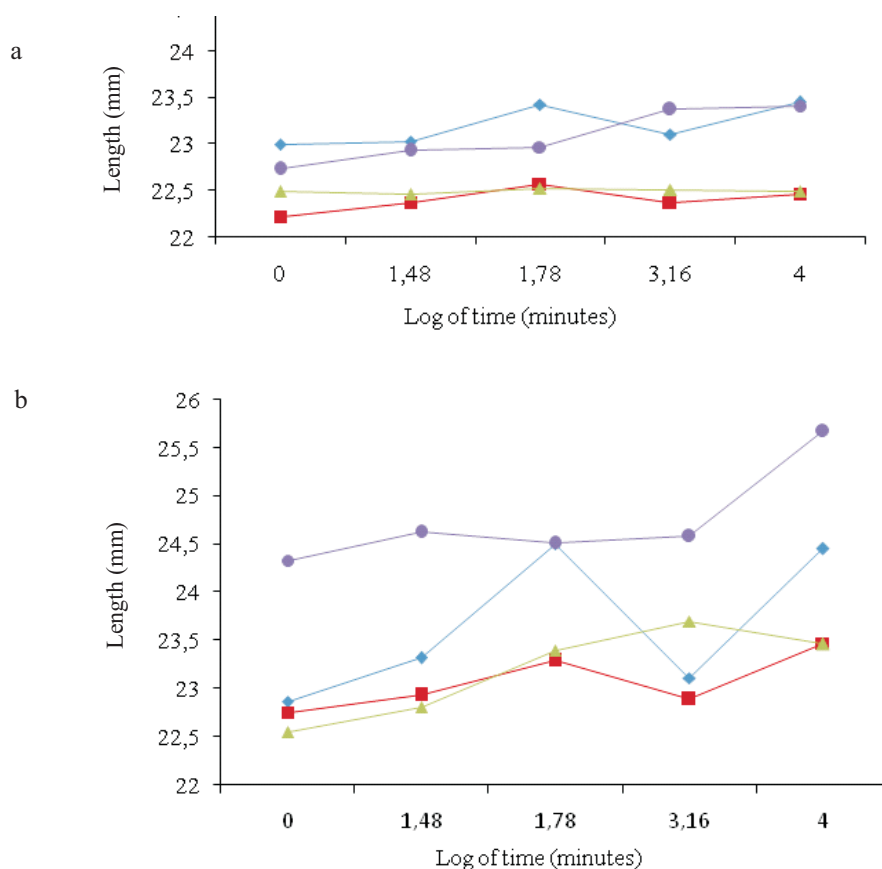 a
Length (mm)
24
23,5
23
22,5
22
0 1,48 1,78 3,16 4
Log of time (minutes)
b
Length (mm)
26
25,5
25
24,5
24
23,5
23
22,5
22
0 1,48 1,78 3,16 4
Log of time (minutes)